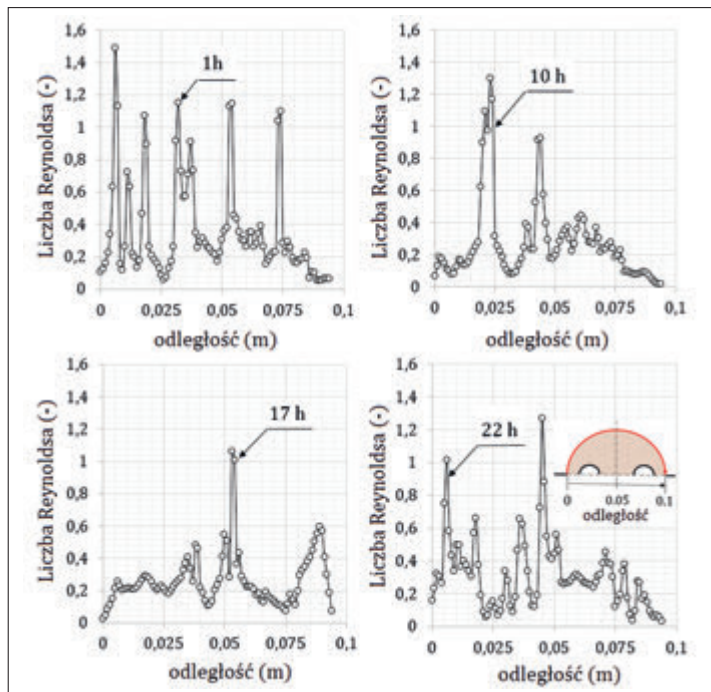 1,6
1,4
1,2
1
0,8
0,6
0,4
0,2
0
Liczba Reynoldsa (-)
1h
0 0,025 0,05 0,075 0,1
odległość (m)
1,6
1,4
1,2
1
0,8
0,6
0,4
0,2
0
Liczba Reynoldsa (-)
10 h
0 0,025 0,05 0,075 0,1
odległość (m)
1,6
1,4
1,2
1
0,8
0,6
0,4
0,2
0
Liczba Reynoldsa (-)
17 h
0 0,025 0,05 0,075 0,1
odległość (m)
1,6
1,4
1,2
1
0,8
0,6
0,4
0,2
0
Liczba Reynoldsa (-)
22 h
0 0.05 0.1
odległość
0 0,025 0,05 0,075 0,1
odległość (m)